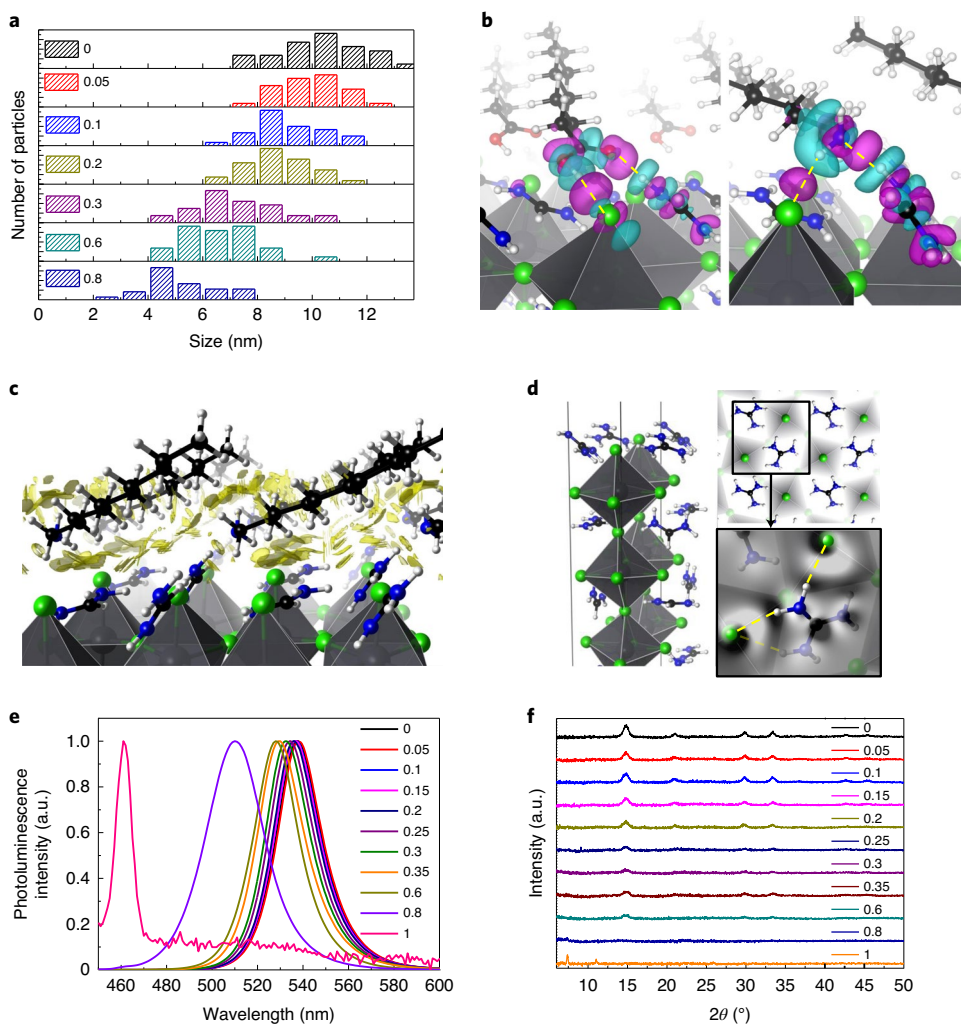 a
0
0.05
0.1
0.2
0.3
0.6
0.8
Number of particles
0 2 4 6 8 10 12
Size (nm)
b
c
d
e
0
0.05
0.1
0.15
0.2
0.25
0.3
0.35
0.6
0.8
1
Photoluminescence
intensity (a.u.)
1.0
0.8
0.6
0.4
0.2
0
460 480 500 520 540 560 580 600
Wavelength (nm)
f
0
0.05
0.1
0.15
0.2
0.25
0.3
0.35
0.6
0.8
1
Intensity (a.u.)
10 15 20 25 30 35 40 45 50
2θ (°)